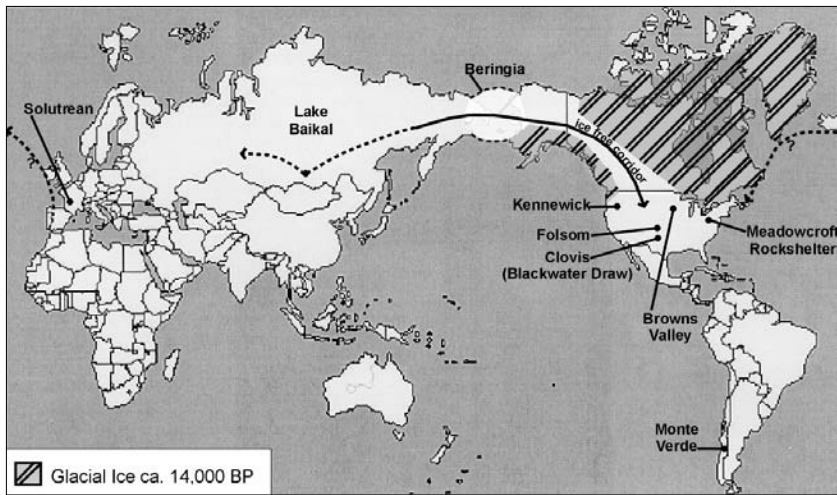 Beringia
Solutrean
Lake
Baikal
ice free corridor
?
?
Kennewick
Folsom
Clovis
(Blackwater Draw)
Meadowcroft
Rockshelter
Browns
Valley
Monte
Verde
Glacial Ice ca. 14,000 BP